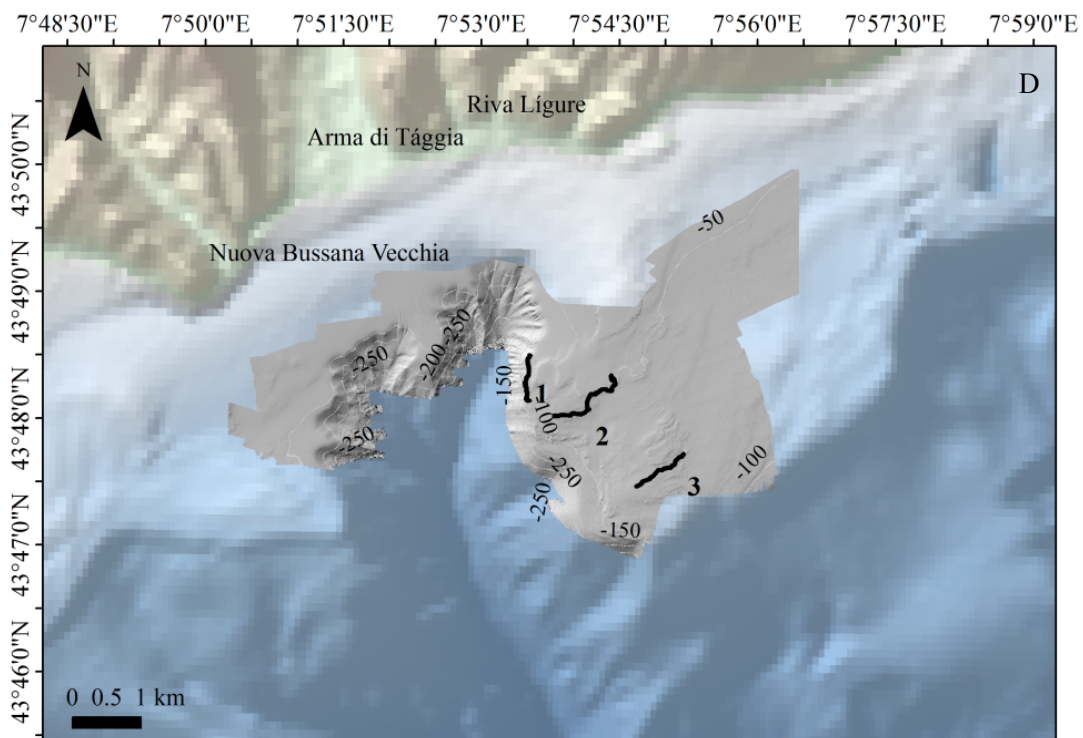 7°48'30"E 7°50'0"E 7°51'30"E 7°53'0"E 7°54'30"E 7°56'0"E 7°57'30"E 7°59'0"E
N
D
Riva Lígure
Arma di Tággia
43°50'0"N
-50
Nuova Bussana Vecchia
43°49'0"N
-250
-250
-200
-150
1
-100
43°48'0"N
2
-250
-250
-100
3
-250
-150
43°47'0"N
43°46'0"N
0 0.5 1 km